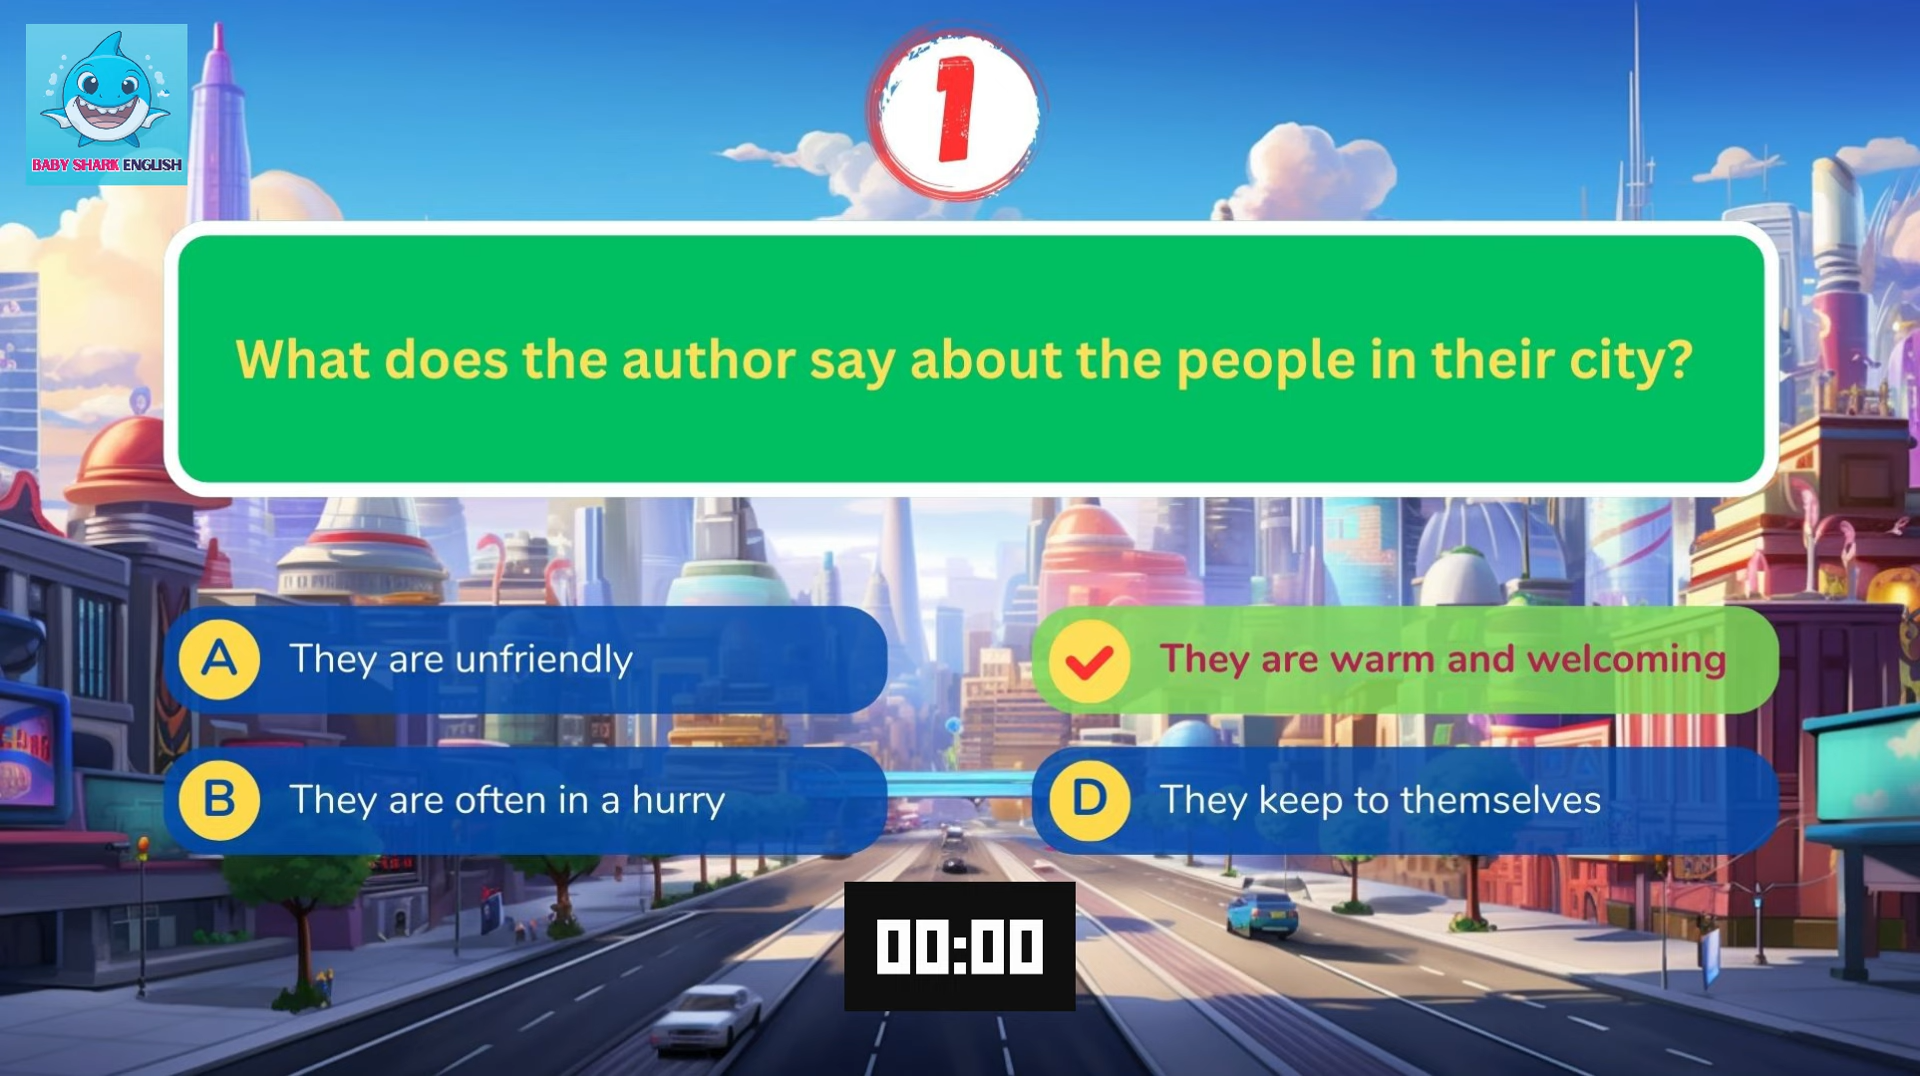 BABY SHARK ENGLISH
1
What does the author say about the people in their city?
A They are unfriendly
They are warm and welcoming
B They are often in a hurry
D They keep to themselves
00:00